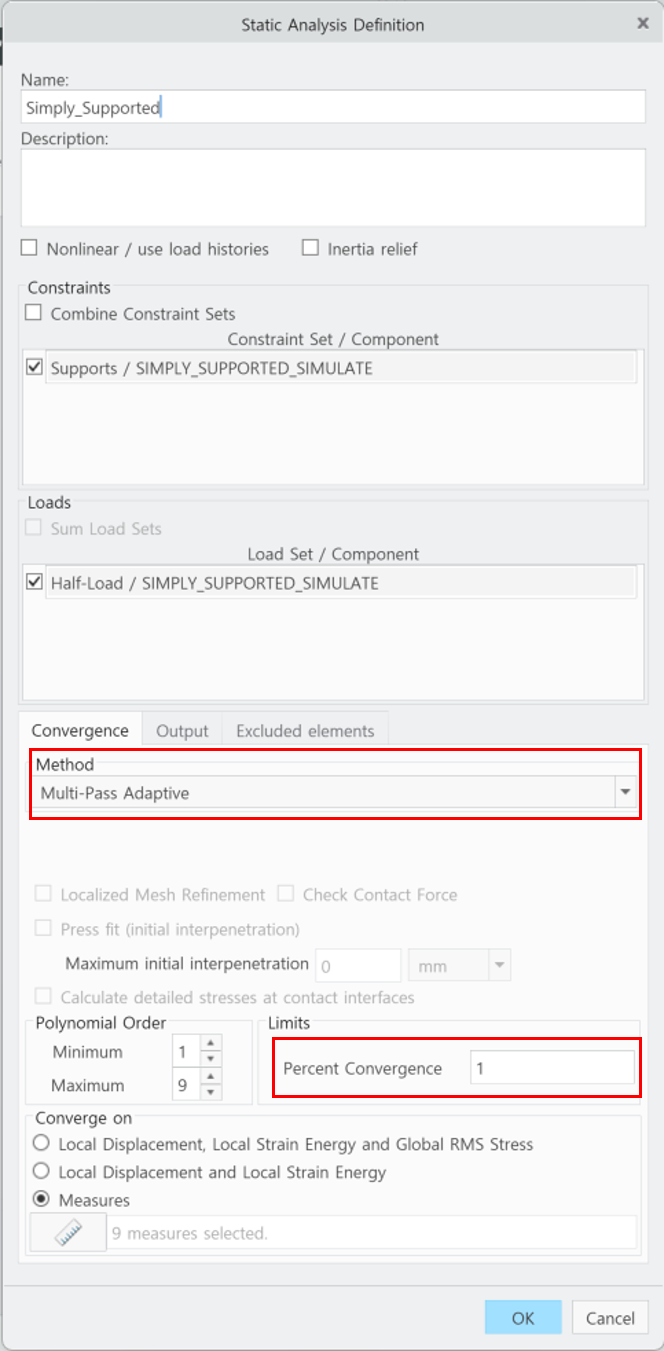 Static Analysis Definition
Name:
Simply_Supported
Description:
Nonlinear / use load histories Inertia relief
Constraints
Combine Constraint Sets
Constraint Set / Component
Supports / SIMPLY_SUPPORTED_SIMULATE
Loads
Sum Load Sets
Load Set / Component
Half-Load / SIMPLY_SUPPORTED_SIMULATE
Convergence Output Excluded elements
Method
Multi-Pass Adaptive
Localized Mesh Refinement Check Contact Force
Press fit (initial interpenetration)
Maximum initial interpenetration 0 mm
Calculate detailed stresses at contact interfaces
Polynomial Order Limits
Minimum 1
Percent Convergence 1
Maximum 9
Converge on
Local Displacement, Local Strain Energy and Global RMS Stress
Local Displacement and Local Strain Energy
Measures
9 measures selected.
OK Cancel